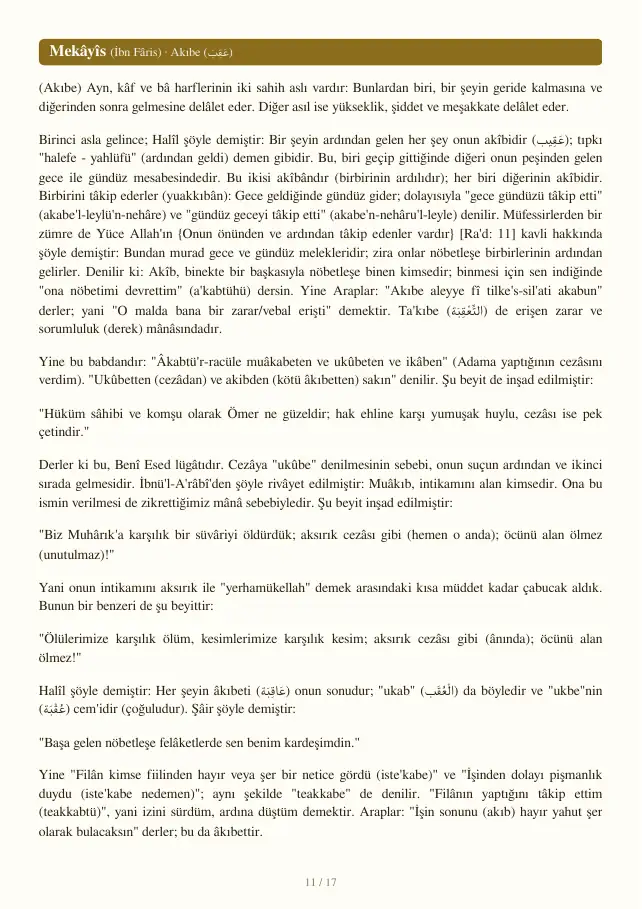 Mekâyîs (İbn Fâris) · Akıbe (عَقِبَ)
(Akıbe) Ayn, kâf ve bâ harflerinin iki sahih aslı vardır: Bunlardan biri, bir şeyin geride kalmasına ve
diğerinden sonra gelmesine delâlet eder. Diğer asıl ise yükseklik, şiddet ve meşakkate delâlet eder.
Birinci asla gelince; Halîl şöyle demiştir: Bir şeyin ardından gelen her şey onun akîbidir (عَقِيب); tıpkı
"halefe - yahlüfü" (ardından geldi) demen gibidir. Bu, biri geçip gittiğinde diğeri onun peşinden gelen
gece ile gündüz mesabesindedir. Bu ikisi akîbândır (birbirinin ardılıdır); her biri diğerinin akîbidir.
Birbirini tâkip ederler (yuakkıbân): Gece geldiğinde gündüz gider; dolayısıyla "gece gündüzü tâkip etti"
(akabe'l-leylü'n-nehâre) ve "gündüz geceyi tâkip etti" (akabe'n-nehâru'l-leyle) denilir. Müfessirlerden bir
zümre de Yüce Allah'ın {Onun önünden ve ardından tâkip edenler vardır} [Ra'd: 11] kavli hakkında
şöyle demiştir: Bundan murad gece ve gündüz melekleridir; zira onlar nöbetleşe birbirlerinin ardından
gelirler. Denilir ki: Akîb, binekte bir başkasıyla nöbetleşe binen kimsedir; binmesi için sen indiğinde
"ona nöbetimi devrettim" (a'kabtühü) dersin. Yine Araplar: "Akıbe aleyye fî tilke's-sil'ati akabun"
derler; yani "O malda bana bir zarar/vebal erişti" demektir. Ta'kıbe (التَّعْقِبَة) de erişen zarar ve
sorumluluk (derek) mânâsındadır.
Yine bu babdandır: "Âkabtü'r-racüle muâkabeten ve ukûbeten ve ikâben" (Adama yaptığının cezâsını
verdim). "Ukûbetten (cezâdan) ve akibden (kötü âkıbetten) sakın" denilir. Şu beyit de inşad edilmiştir:
"Hüküm sâhibi ve komşu olarak Ömer ne güzeldir; hak ehline karşı yumuşak huylu, cezâsı ise pek
çetindir."
Derler ki bu, Benî Esed lügâtıdır. Cezâya "ukûbe" denilmesinin sebebi, onun suçun ardından ve ikinci
sırada gelmesidir. İbnü'l-A'râbî'den şöyle rivâyet edilmiştir: Muâkıb, intikamını alan kimsedir. Ona bu
ismin verilmesi de zikrettiğimiz mânâ sebebiyledir. Şu beyit inşad edilmiştir:
"Biz Muhârık'a karşılık bir süvâriyi öldürdük; aksırık cezâsı gibi (hemen o anda); öcünü alan ölmez
(unutulmaz)!"
Yani onun intikamını aksırık ile "yerhamükellah" demek arasındaki kısa müddet kadar çabucak aldık.
Bunun bir benzeri de şu beyittir:
"Ölülerimize karşılık ölüm, kesimlerimize karşılık kesim; aksırık cezâsı gibi (ânında); öcünü alan
ölmez!"
Halîl şöyle demiştir: Her şeyin âkıbeti (عَاقِبَة) onun sonudur; "ukab" (الْعُقَب) da böyledir ve "ukbe"nin
(عُقْبَة) cem'idir (çoğuludur). Şâir şöyle demiştir:
"Başa gelen nöbetleşe felâketlerde sen benim kardeşimdin."
Yine "Filân kimse fiilinden hayır veya şer bir netice gördü (iste'kabe)" ve "İşinden dolayı pişmanlık
duydu (iste'kabe nedemen)"; aynı şekilde "teakkabe" de denilir. "Filânın yaptığını tâkip ettim
(teakkabtü)", yani izini sürdüm, ardına düştüm demektir. Araplar: "İşin sonunu (akıb) hayır yahut şer
olarak bulacaksın" derler; bu da âkıbettir.
11 / 17